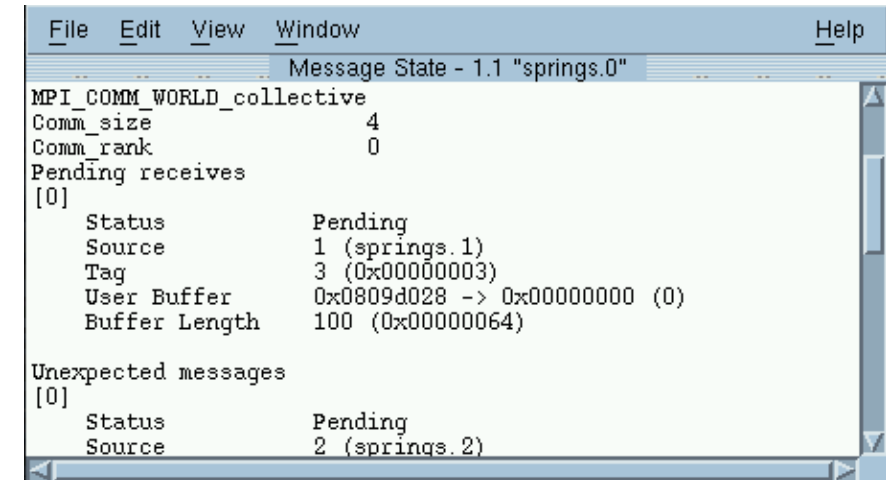 File Edit View Window Help
Message State - 1.1 "springs.0"
MPI_COMM_WORLD_collective
Comm_size 4
Comm_rank 0
Pending receives
[0]
Status Pending
Source 1 (springs.1)
Tag 3 (0x00000003)
User Buffer 0x0809d028 -> 0x00000000 (0)
Buffer Length 100 (0x00000064)
Unexpected messages
[0]
Status Pending
Source 2 (springs.2)